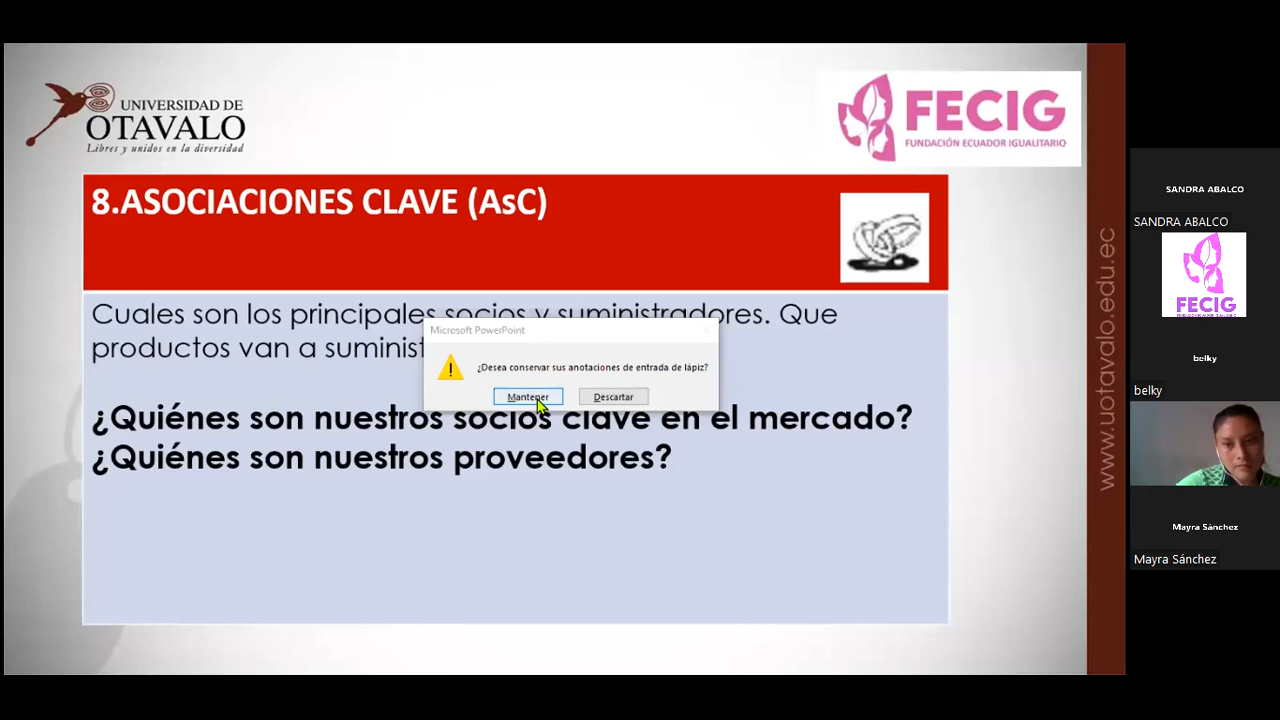 UNIVERSIDAD DE
OTAVALO
Libres y unidos en la diversidad
FECIG
FUNDACIÓN ECUADOR IGUALITARIO
8.ASOCIACIONES CLAVE (AsC)
Cuales son los principales socios y suministradores. Que
productos van a
Microsoft PowerPoint
¿Desea conservar sus anotaciones de entrada de lápiz?
Mantener
Descartar
¿Quiénes son nuestros socios clave en el mercado?
¿Quiénes son nuestros proveedores?
www.uotavalo.edu.ec
SANDRA ABALCO
SANDRA ABALCO
FECIG
belky
belky
Mayra Sánchez
Mayra Sánchez